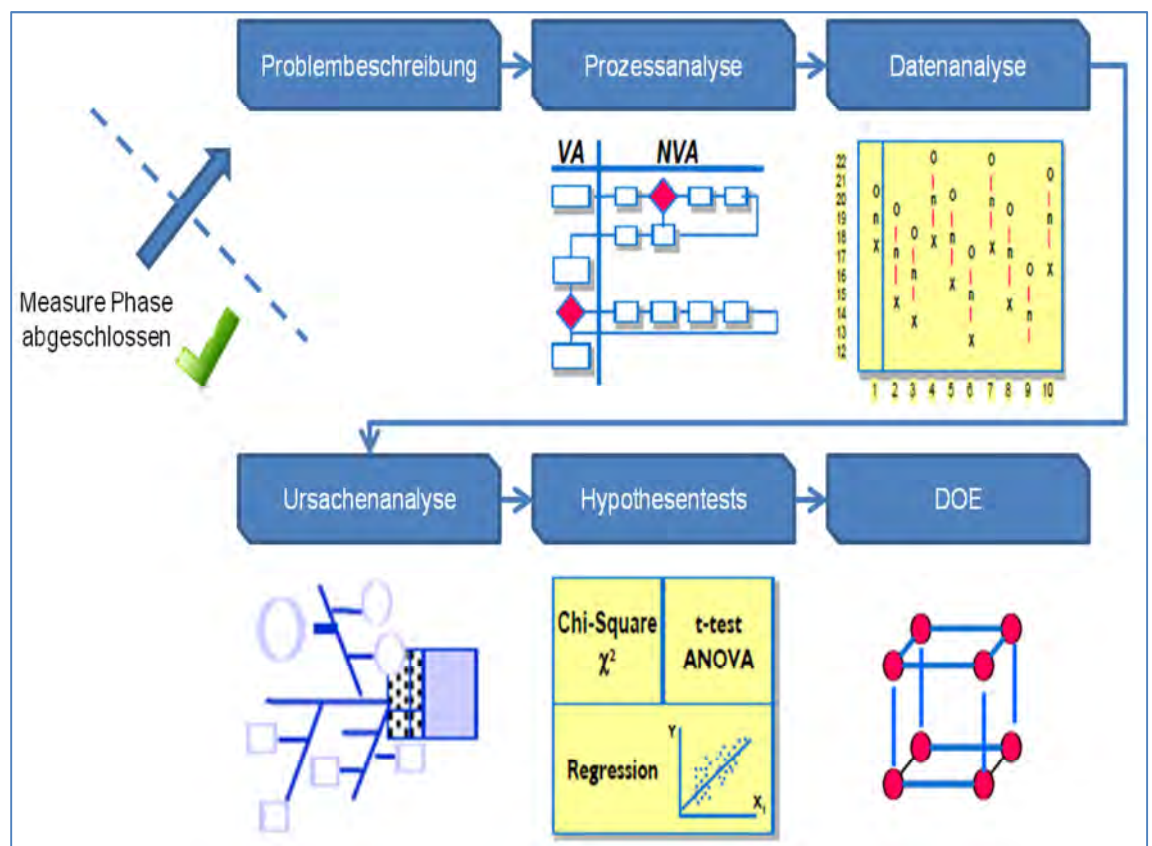 Problembeschreibung
Prozessanalyse
Datenanalyse
Measure Phase
abgeschlossen
VA
NVA
22
21
20
19
18
17
16
15
14
13
12
O
n
X
O
n
X
O
n
X
O
n
X
O
n
X
O
n
X
O
n
X
O
n
X
O
n
O
n
X
1 2 3 4 5 6 7 8 9 10
Ursachenanalyse
Hypothesentests
DOE
Chi-Square
χ²
t-test
ANOVA
Regression
Y
X₁